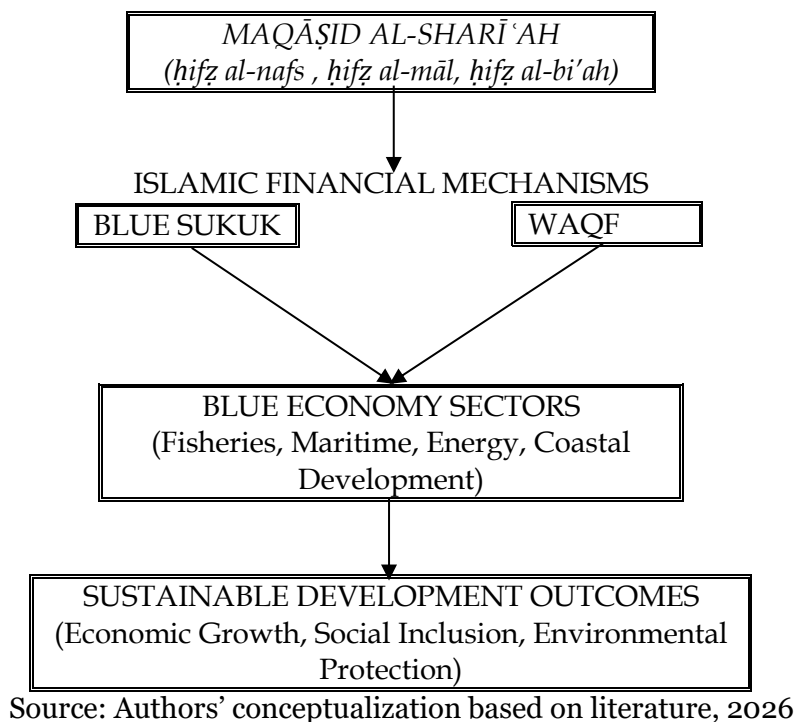 MAQĀṢID AL-SHARĪʿAH
(ḥifẓ al-nafs , ḥifẓ al-māl, ḥifẓ al-bi’ah)
ISLAMIC FINANCIAL MECHANISMS
BLUE SUKUK
WAQF
BLUE ECONOMY SECTORS
(Fisheries, Maritime, Energy, Coastal
Development)
SUSTAINABLE DEVELOPMENT OUTCOMES
(Economic Growth, Social Inclusion, Environmental
Protection)
Source: Authors’ conceptualization based on literature, 2026